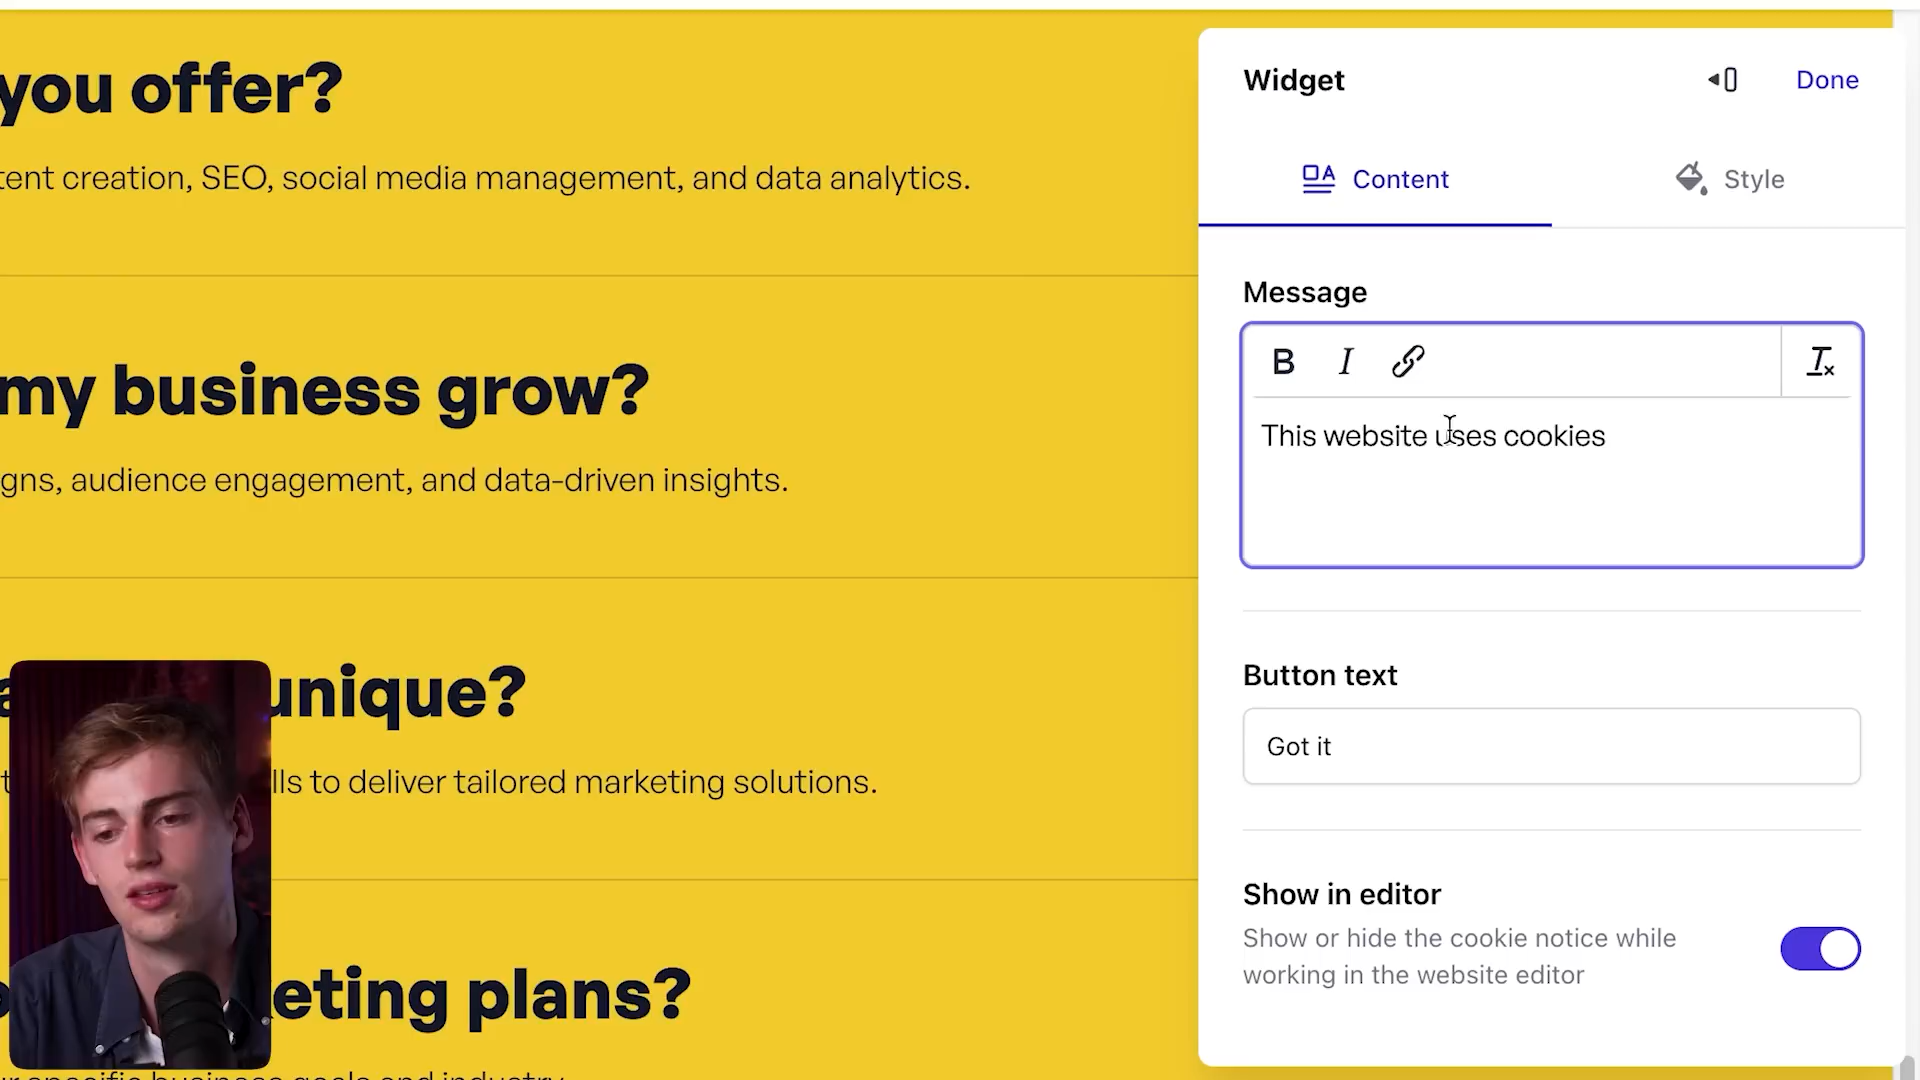 you offer?
tent creation, SEO, social media management, and data analytics.
my business grow?
igns, audience engagement, and data-driven insights.
unique?
lls to deliver tailored marketing solutions.
eting plans?
Widget
Done
Content
Style
Message
B I
This website uses cookies
Button text
Got it
Show in editor
Show or hide the cookie notice while
working in the website editor